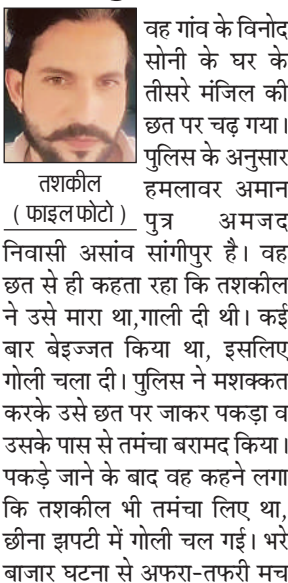 वह गांव के विनोद
सोनी के घर के
तीसरे मंजिल की
छत पर चढ़ गया।
पुलिस के अनुसार
हमलावर अमान
पुत्र अमजद
तशकील
( फाइल फोटो )
निवासी असांव सांगीपुर है। वह
छत से ही कहता रहा कि तशकील
ने उसे मारा था,गाली दी थी। कई
बार बेइज्जत किया था, इसलिए
गोली चला दी। पुलिस ने मशक्कत
करके उसे छत पर जाकर पकड़ा व
उसके पास से तमंचा बरामद किया।
पकड़े जाने के बाद वह कहने लगा
कि तशकील भी तमंचा लिए था,
छीना झपटी में गोली चल गई। भरे
बाजार घटना से अफरा-तफरी मच